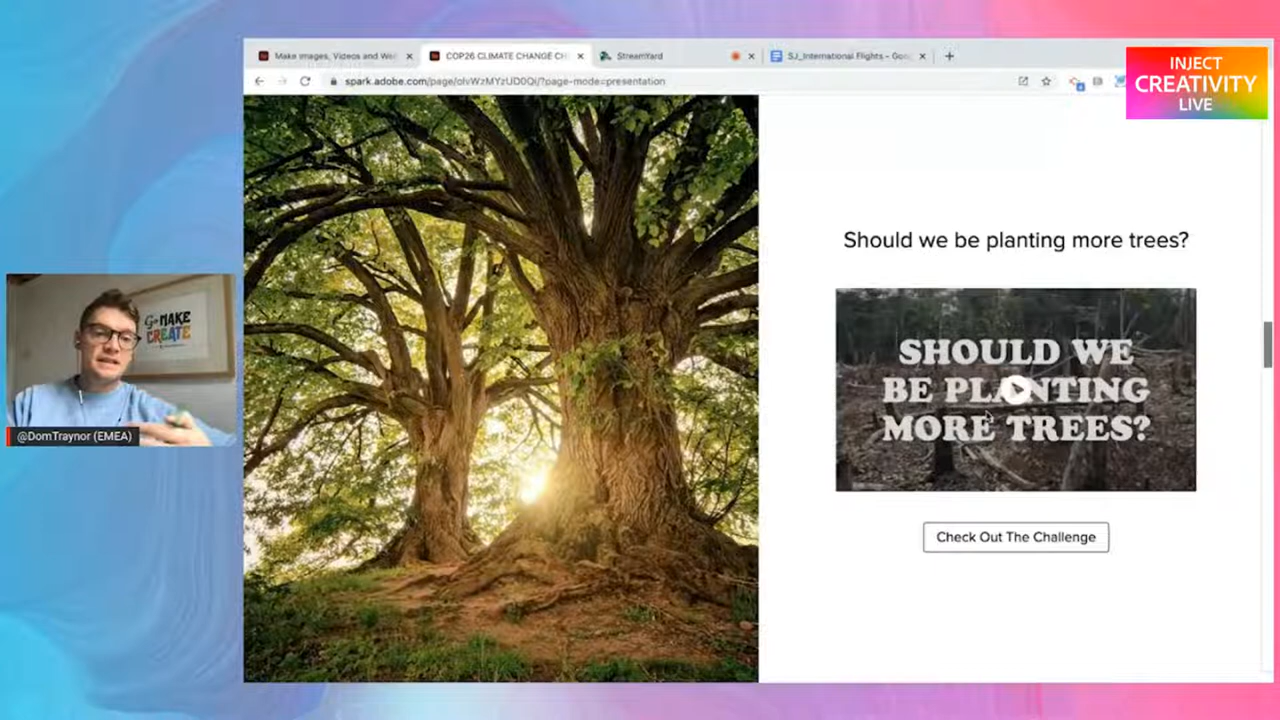 Make Images, Videos and We
COP26 CLIMATE CHANGE CH
StreamYard
SJ_International Flights - Goo
spark.adobe.com/page/
?page-mode=presentation
INJECT
CREATIVITY
LIVE
Should we be planting more trees?
SHOULD WE
BE PLANTING
MORE TREES?
Check Out The Challenge
Go MAKE
CREATE
@DomTraynor (EMEA)